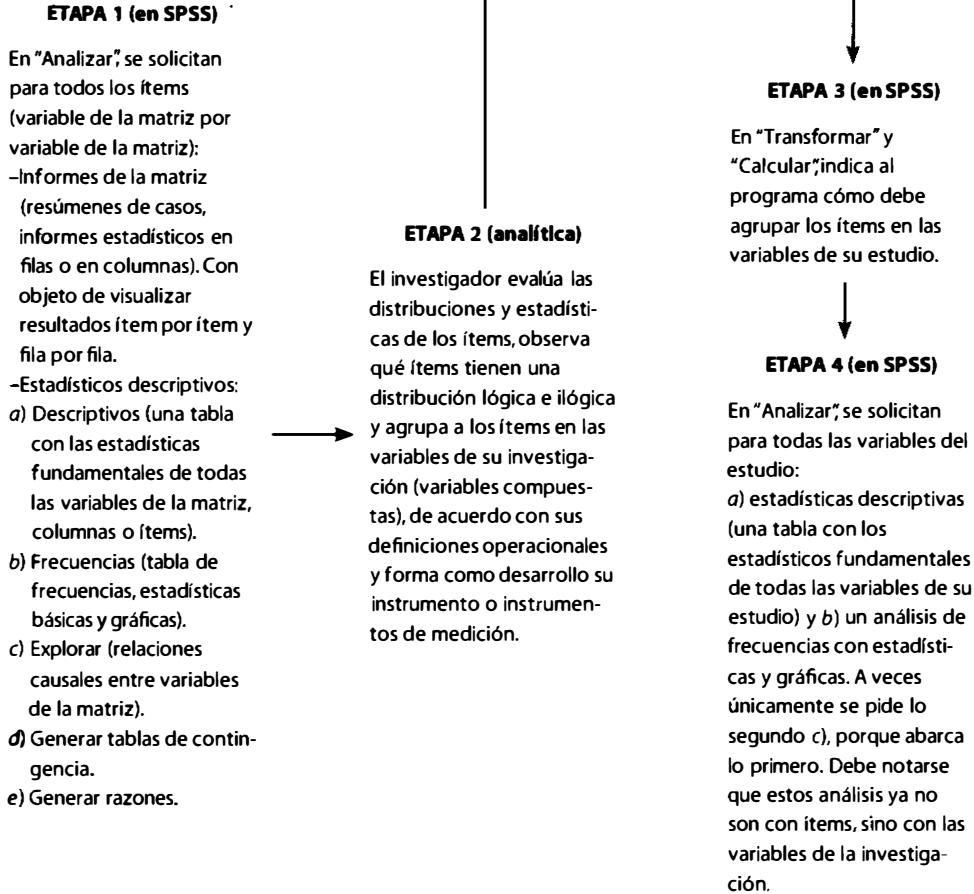 ETAPA 1 (en SPSS)
En "Analizar", se solicitan
para todos los ítems
(variable de la matriz por
variable de la matriz):
–Informes de la matriz
(resúmenes de casos,
informes estadísticos en
filas o en columnas). Con
objeto de visualizar
resultados ítem por ítem y
fila por fila.
–Estadísticos descriptivos:
a) Descriptivos (una tabla
con las estadísticas
fundamentales de todas
las variables de la matriz,
columnas o ítems).
b) Frecuencias (tabla de
frecuencias, estadísticas
básicas y gráficas).
c) Explorar (relaciones
causales entre variables
de la matriz).
d) Generar tablas de contin-
gencia.
e) Generar razones.
ETAPA 2 (analítica)
El investigador evalúa las
distribuciones y estadísti-
cas de los ítems, observa
qué ítems tienen una
distribución lógica e ilógica
y agrupa a los ítems en las
variables de su investiga-
ción (variables compues-
tas), de acuerdo con sus
definiciones operacionales
y forma como desarrollo su
instrumento o instrumen-
tos de medición.
ETAPA 3 (en SPSS)
En "Transformar" y
"Calcular", indica al
programa cómo debe
agrupar los ítems en las
variables de su estudio.
ETAPA 4 (en SPSS)
En "Analizar", se solicitan
para todas las variables del
estudio:
a) estadísticas descriptivas
(una tabla con los
estadísticos fundamentales
de todas las variables de su
estudio) y b) un análisis de
frecuencias con estadísti-
cas y gráficas. A veces
únicamente se pide lo
segundo c), porque abarca
lo primero. Debe notarse
que estos análisis ya no
son con ítems, sino con las
variables de la investiga-
ción.